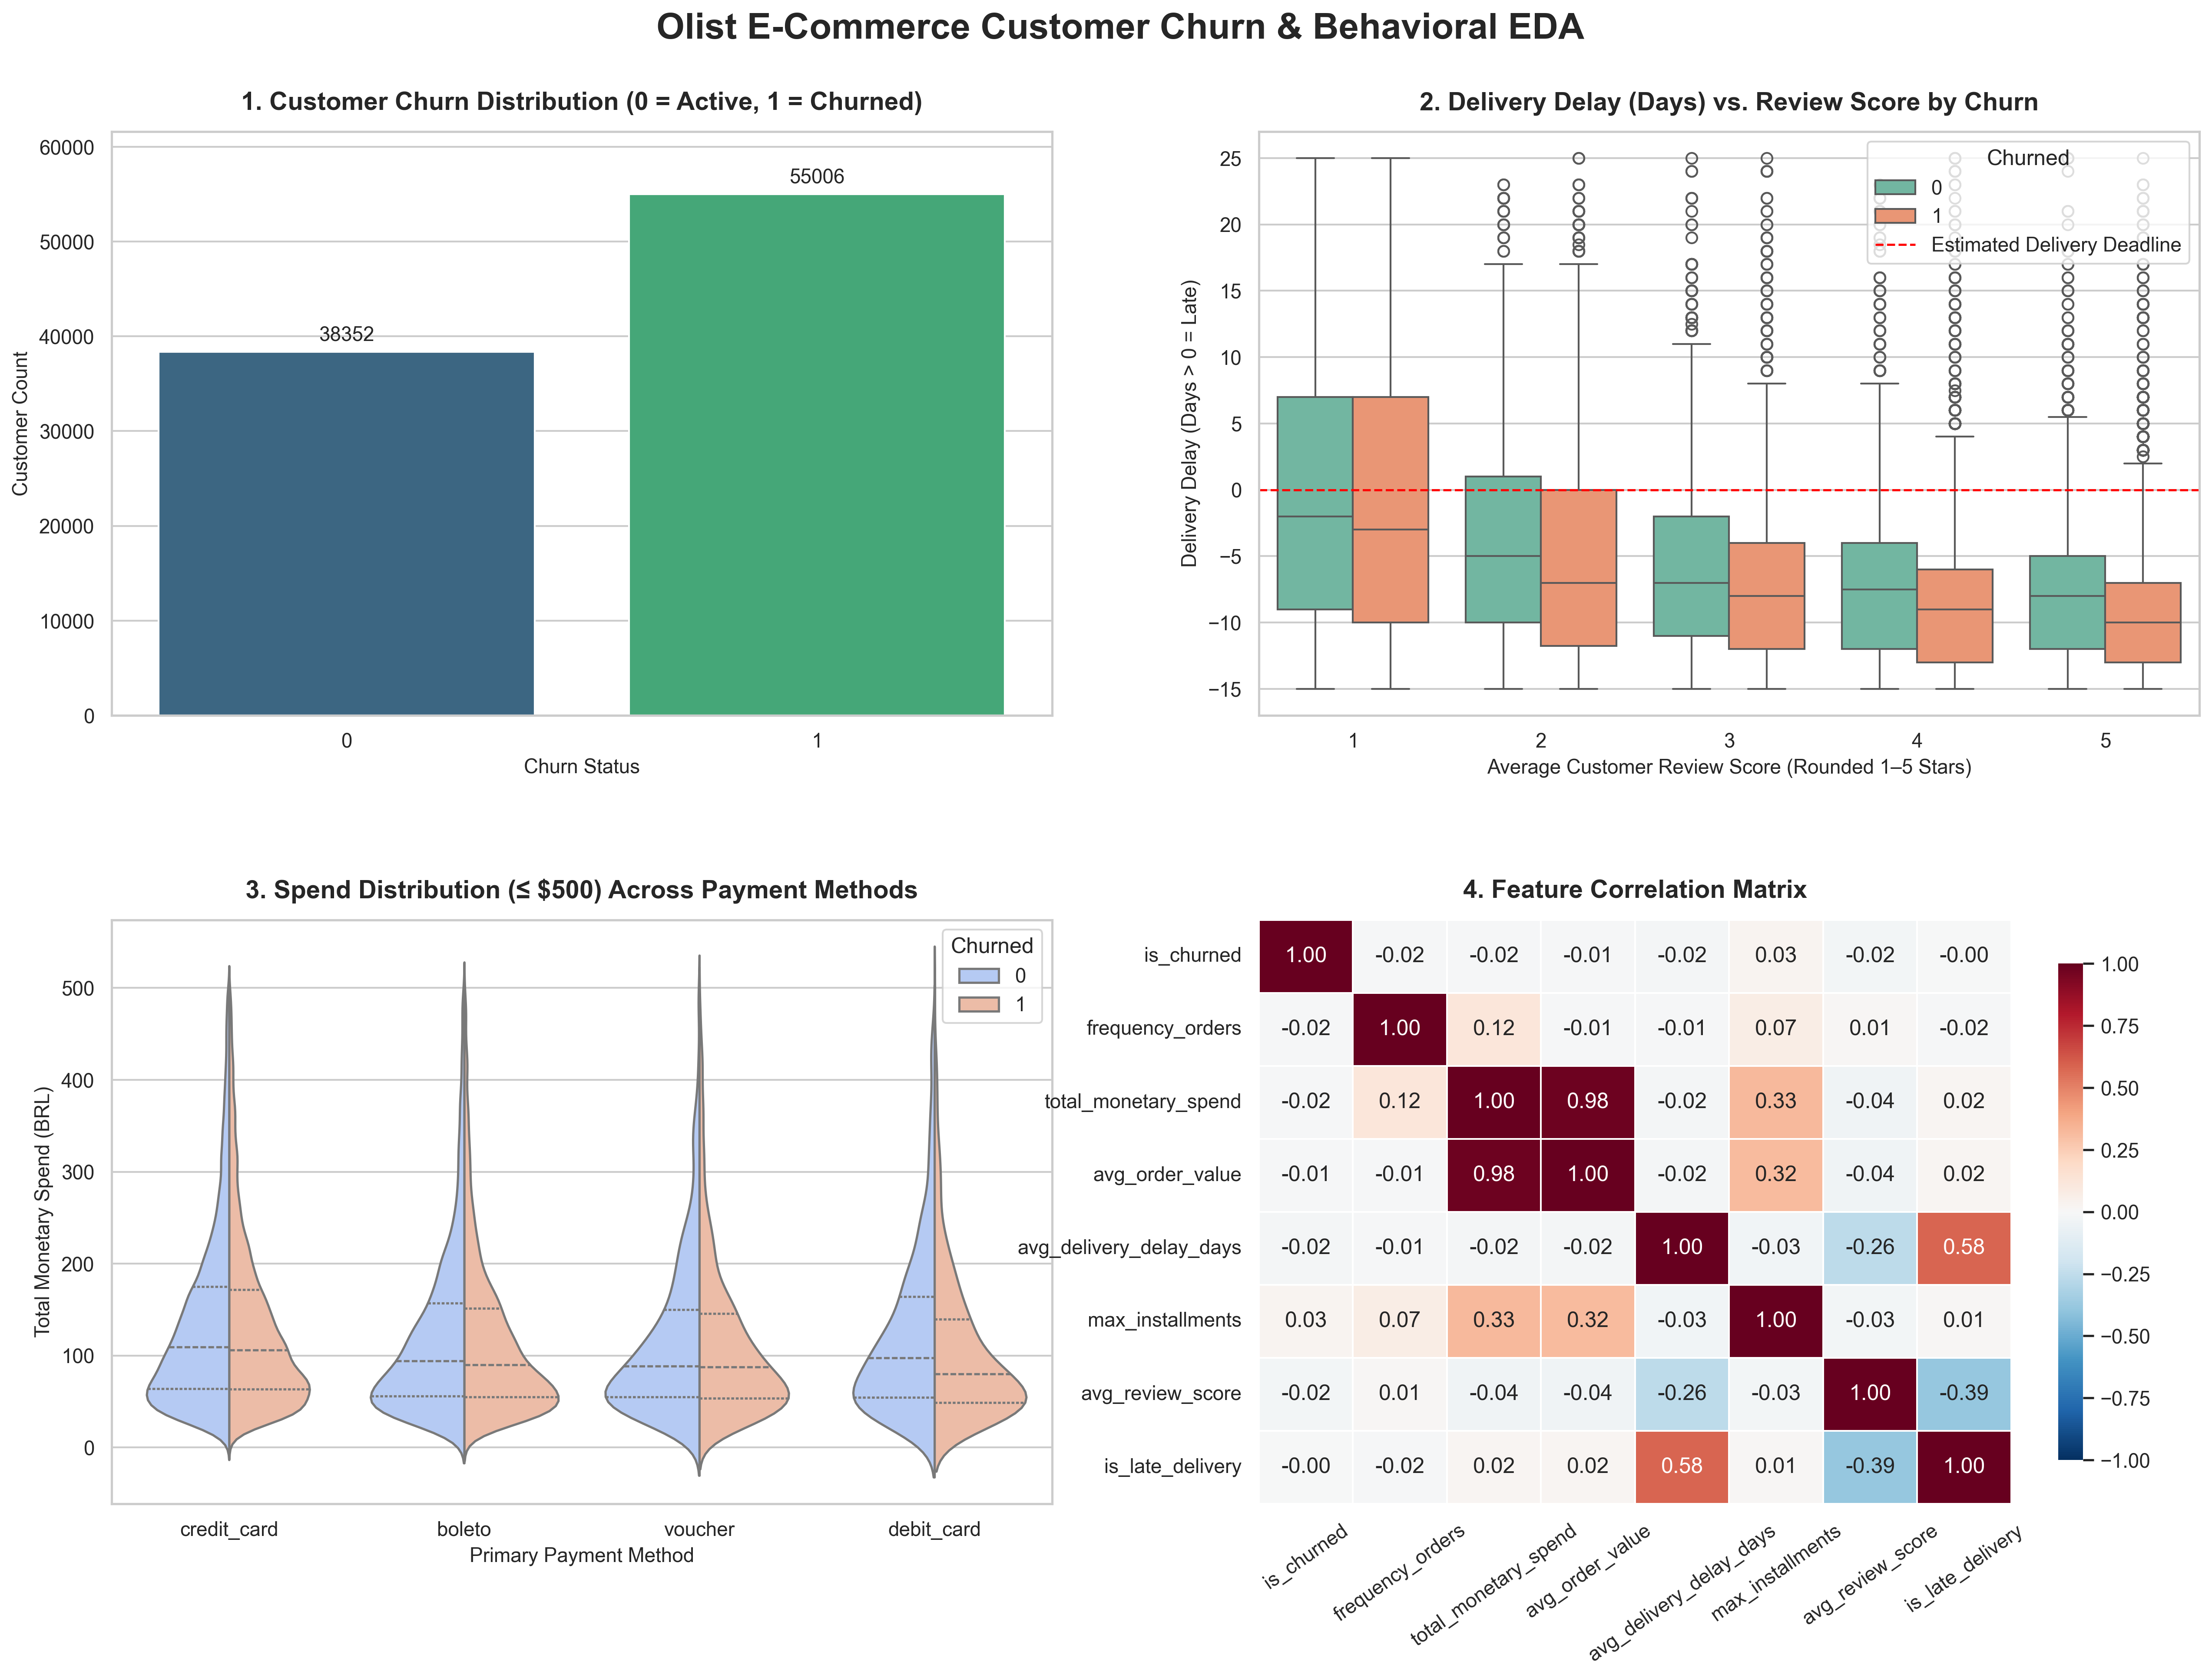 Olist E-Commerce Customer Churn & Behavioral EDA
1. Customer Churn Distribution (0 = Active, 1 = Churned)
60000
50000
40000
30000
20000
10000
0
Customer Count
38352
55006
0 1
Churn Status
2. Delivery Delay (Days) vs. Review Score by Churn
25
20
15
10
5
0
−5
−10
−15
Delivery Delay (Days > 0 = Late)
Churned
0
1
Estimated Delivery Deadline
1 2 3 4 5
Average Customer Review Score (Rounded 1–5 Stars)
3. Spend Distribution (≤ $500) Across Payment Methods
500
400
300
200
100
0
Total Monetary Spend (BRL)
Churned
0
1
credit_card boleto voucher debit_card
Primary Payment Method
4. Feature Correlation Matrix
is_churned 1.00 -0.02 -0.02 -0.01 -0.02 0.03 -0.02 -0.00
frequency_orders -0.02 1.00 0.12 -0.01 -0.01 0.07 0.01 -0.02
total_monetary_spend -0.02 0.12 1.00 0.98 -0.02 0.33 -0.04 0.02
avg_order_value -0.01 -0.01 0.98 1.00 -0.02 0.32 -0.04 0.02
avg_delivery_delay_days -0.02 -0.01 -0.02 -0.02 1.00 -0.03 -0.26 0.58
max_installments 0.03 0.07 0.33 0.32 -0.03 1.00 -0.03 0.01
avg_review_score -0.02 0.01 -0.04 -0.04 -0.26 -0.03 1.00 -0.39
is_late_delivery -0.00 -0.02 0.02 0.02 0.58 0.01 -0.39 1.00
is_churned
frequency_orders
total_monetary_spend
avg_order_value
avg_delivery_delay_days
max_installments
avg_review_score
is_late_delivery
1.00
0.75
0.50
0.25
0.00
−0.25
−0.50
−0.75
−1.00